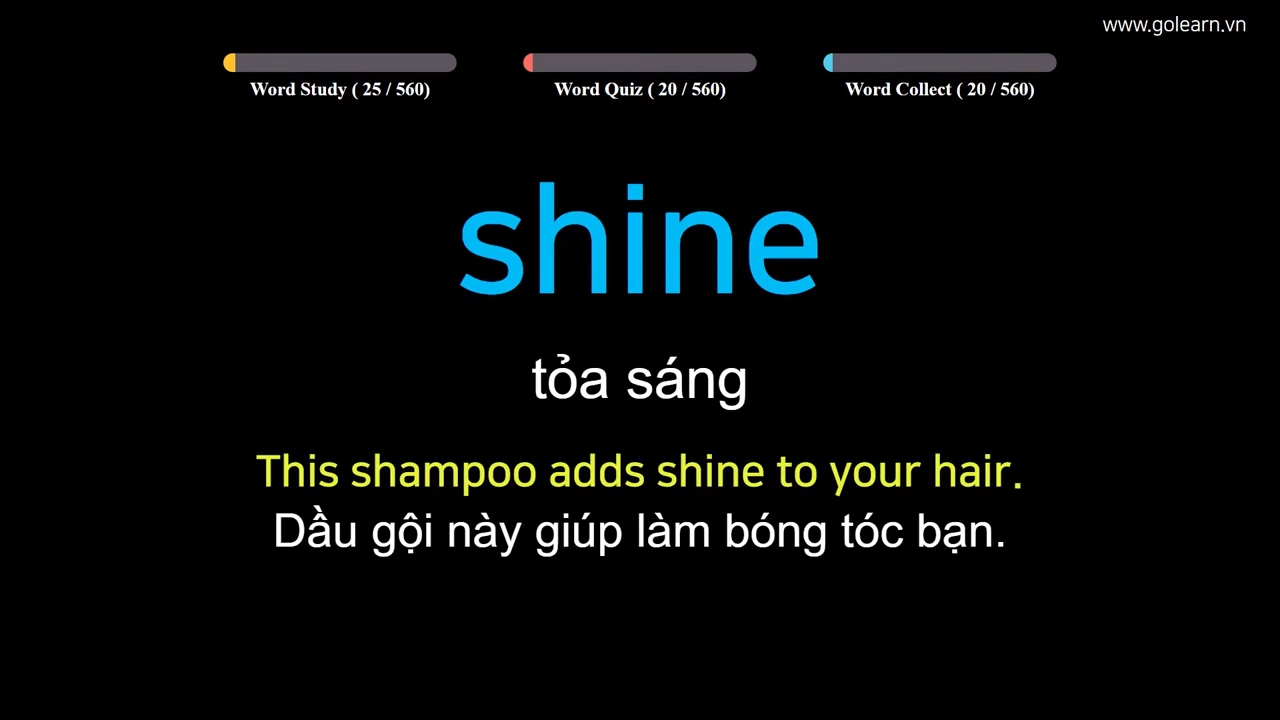 www.golearn.vn
Word Study ( 25 / 560)
Word Quiz ( 20 / 560)
Word Collect ( 20 / 560)
shine
tỏa sáng
This shampoo adds shine to your hair.
Dầu gội này giúp làm bóng tóc bạn.